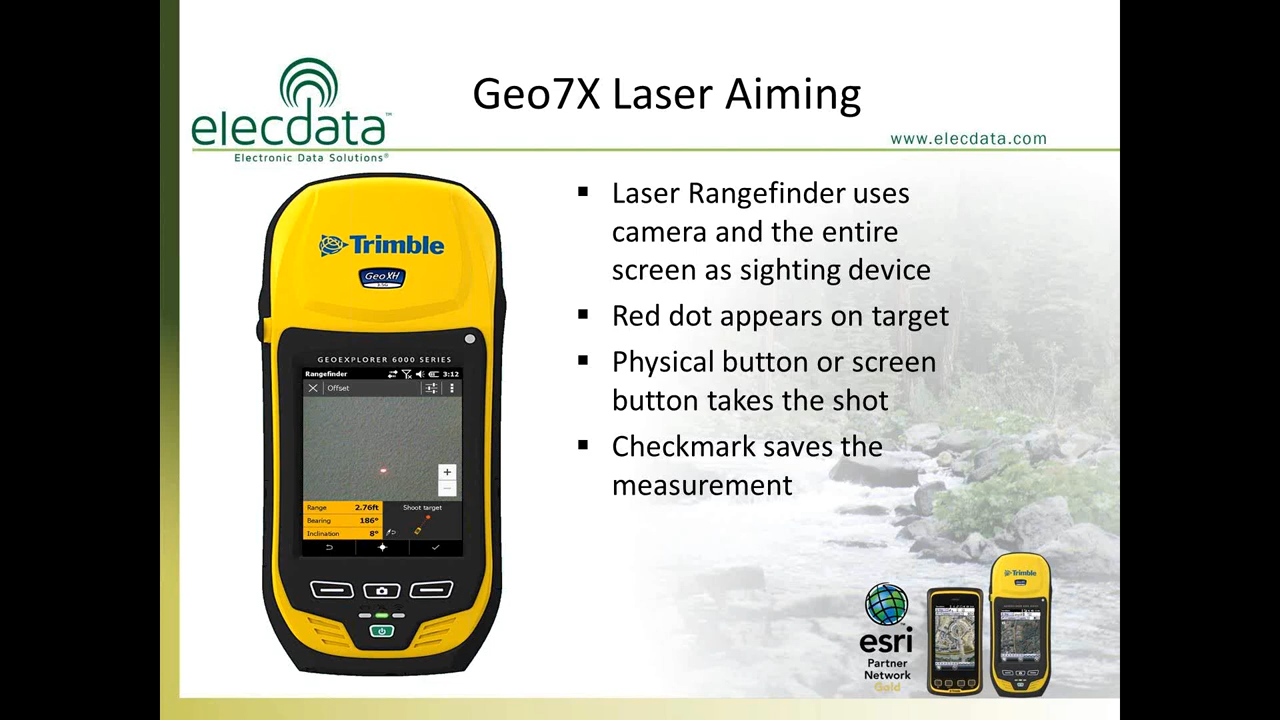 Geo7X Laser Aiming
elecdata™
Electronic Data Solutions®
www.elecdata.com
Laser Rangefinder uses
camera and the entire
screen as sighting device
Red dot appears on target
Physical button or screen
button takes the shot
Checkmark saves the
measurement
Trimble
Geo XH
GEOEXPLORER 6000 SERIES
Rangefinder 3:12
Offset
Range 2.76ft
Bearing 186°
Inclination 8°
Shoot target
esri
Partner
Network
Gold
Trimble